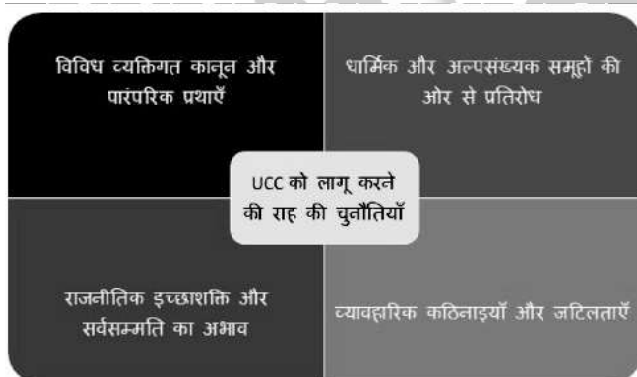 विविध व्यक्तिगत कानून और
पारंपरिक प्रथाएँ
धार्मिक और अल्पसंख्यक समूहों की
ओर से प्रतिरोध
UCC को लागू करने
की राह की चुनौतियाँ
राजनीतिक इच्छाशक्ति और
सर्वसम्मति का अभाव
व्यावहारिक कठिनाइयाँ और जटिलताएँ